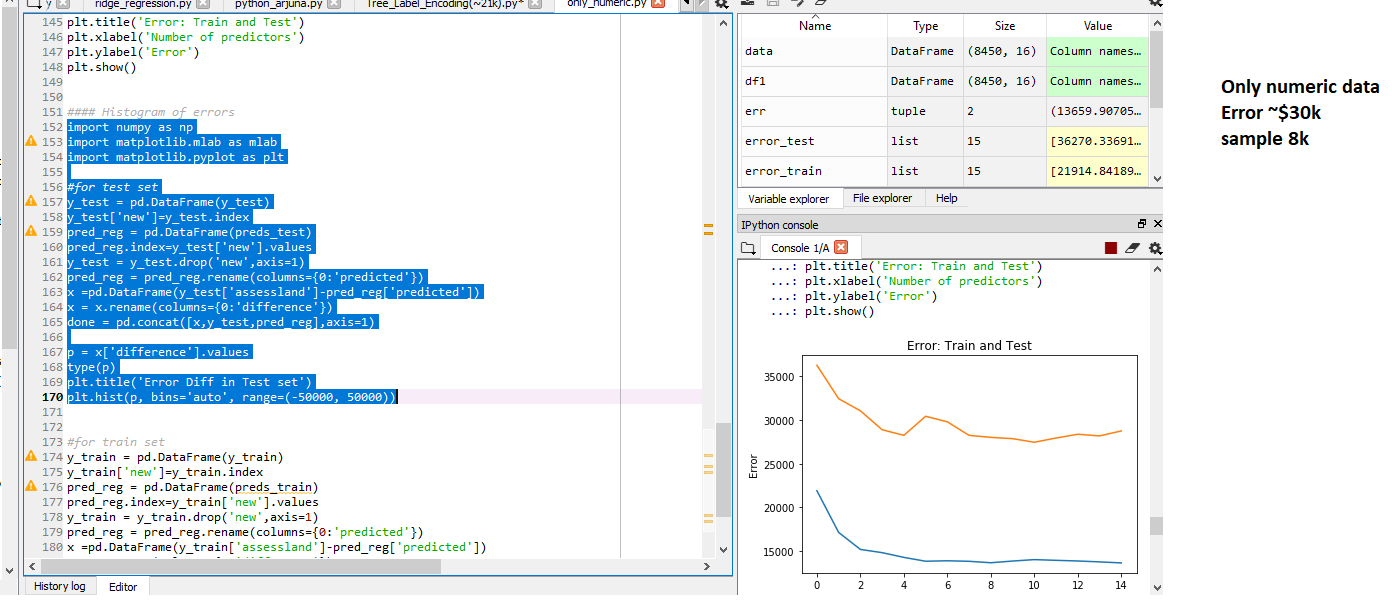 y
ridge_regression.py
python_arjuna.py
Tree_Label_Encoding(~21k).py*
only_numeric.py
145 plt.title('Error: Train and Test')
146 plt.xlabel('Number of predictors')
147 plt.ylabel('Error')
148 plt.show()
149
150
151 #### Histogram of errors
152 import numpy as np
153 import matplotlib.mlab as mlab
154 import matplotlib.pyplot as plt
155
156 #for test set
157 y_test = pd.DataFrame(y_test)
158 y_test['new']=y_test.index
159 pred_reg = pd.DataFrame(preds_test)
160 pred_reg.index=y_test['new'].values
161 y_test = y_test.drop('new',axis=1)
162 pred_reg = pred_reg.rename(columns={0:'predicted'})
163 x =pd.DataFrame(y_test['assessland']-pred_reg['predicted'])
164 x = x.rename(columns={0:'difference'})
165 done = pd.concat([x,y_test,pred_reg],axis=1)
166
167 p = x['difference'].values
168 type(p)
169 plt.title('Error Diff in Test set')
170 plt.hist(p, bins='auto', range=(-50000, 50000))
171
172
173 #for train set
174 y_train = pd.DataFrame(y_train)
175 y_train['new']=y_train.index
176 pred_reg = pd.DataFrame(preds_train)
177 pred_reg.index=y_train['new'].values
178 y_train = y_train.drop('new',axis=1)
179 pred_reg = pred_reg.rename(columns={0:'predicted'})
180 x =pd.DataFrame(y_train['assessland']-pred_reg['predicted'])
History log Editor
Name Type Size Value
data DataFrame (8450, 16) Column names…
df1 DataFrame (8450, 16) Column names…
err tuple 2 (13659.90705…
error_test list 15 [36270.33691…
error_train list 15 [21914.84189…
Variable explorer File explorer Help
IPython console
Console 1/A
...: plt.title('Error: Train and Test')
...: plt.xlabel('Number of predictors')
...: plt.ylabel('Error')
...: plt.show()
Error: Train and Test
35000
30000
25000
20000
15000
Error
0 2 4 6 8 10 12 14
Only numeric data
Error ~$30k
sample 8k